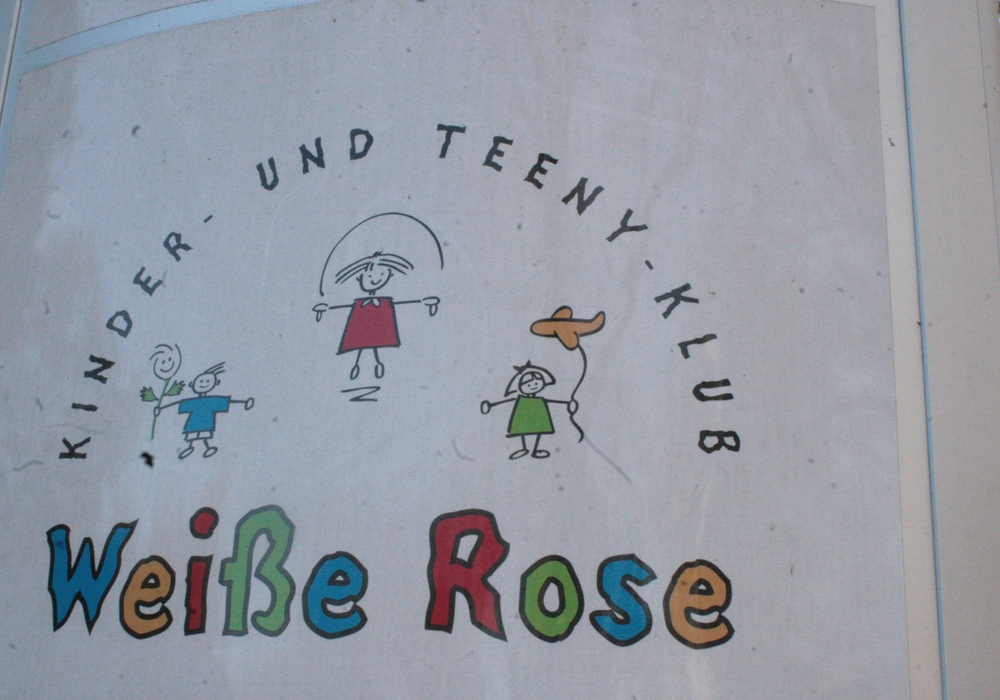 KINDER- UND TEENY-KLUB
Weiße Rose